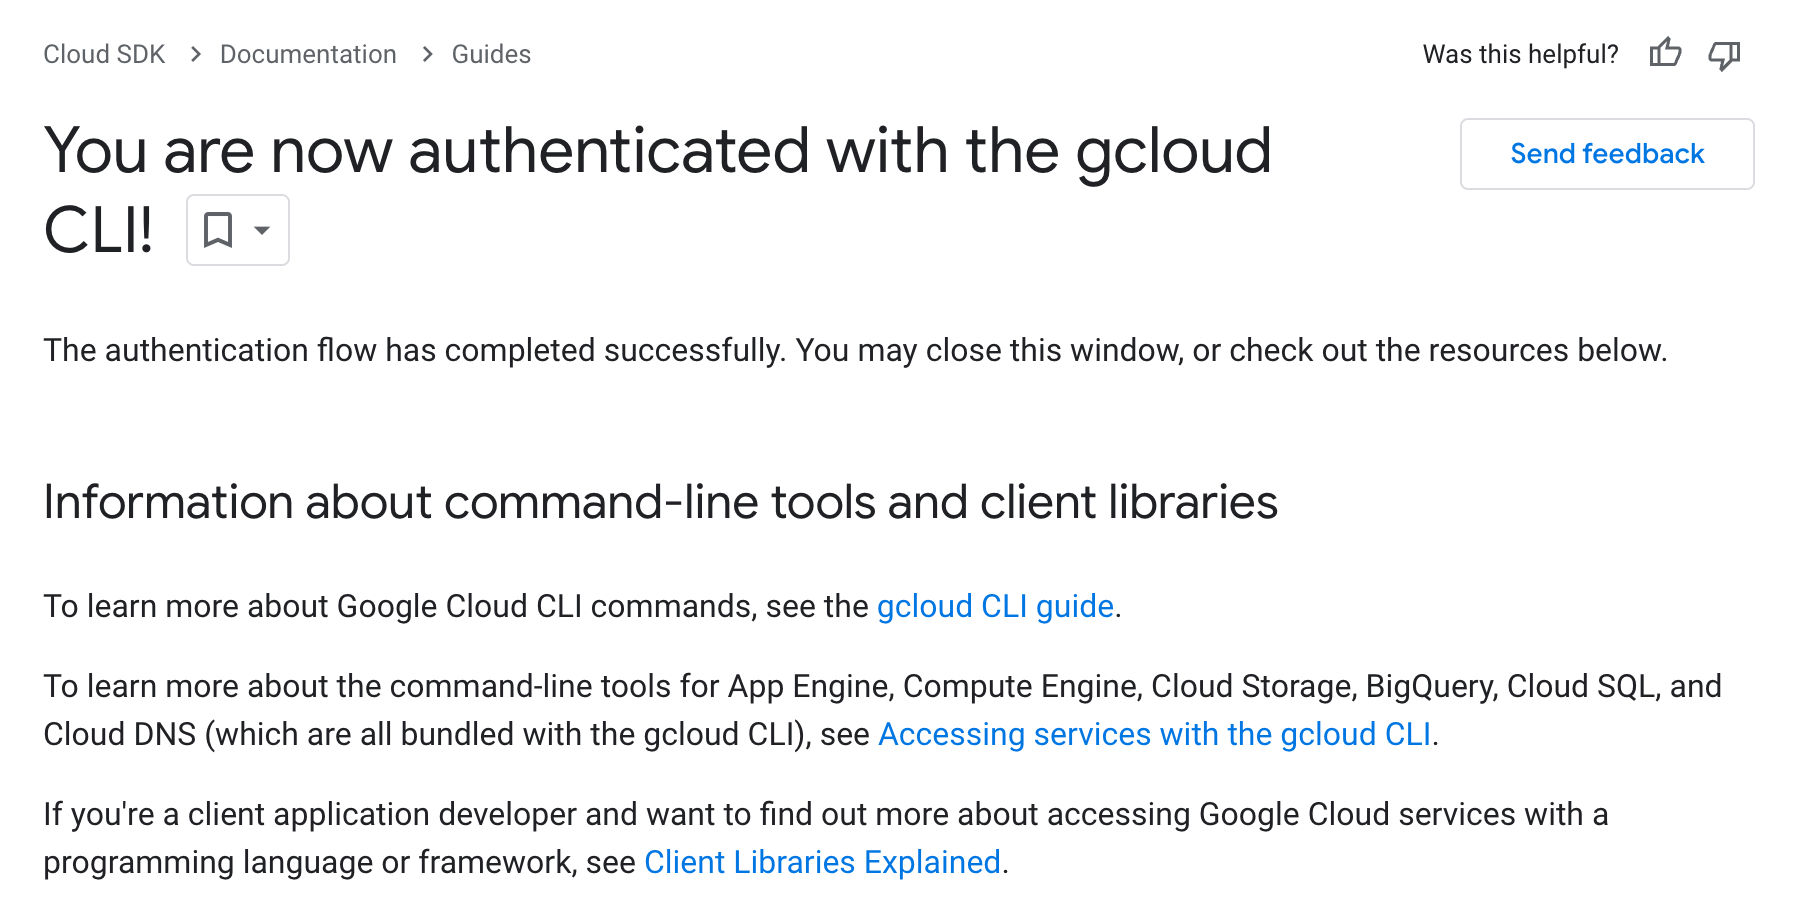 Cloud SDK > Documentation > Guides
Was this helpful?
You are now authenticated with the gcloud
CLI!
Send feedback
The authentication flow has completed successfully. You may close this window, or check out the resources below.
Information about command-line tools and client libraries
To learn more about Google Cloud CLI commands, see the gcloud CLI guide.
To learn more about the command-line tools for App Engine, Compute Engine, Cloud Storage, BigQuery, Cloud SQL, and
Cloud DNS (which are all bundled with the gcloud CLI), see Accessing services with the gcloud CLI.
If you're a client application developer and want to find out more about accessing Google Cloud services with a
programming language or framework, see Client Libraries Explained.